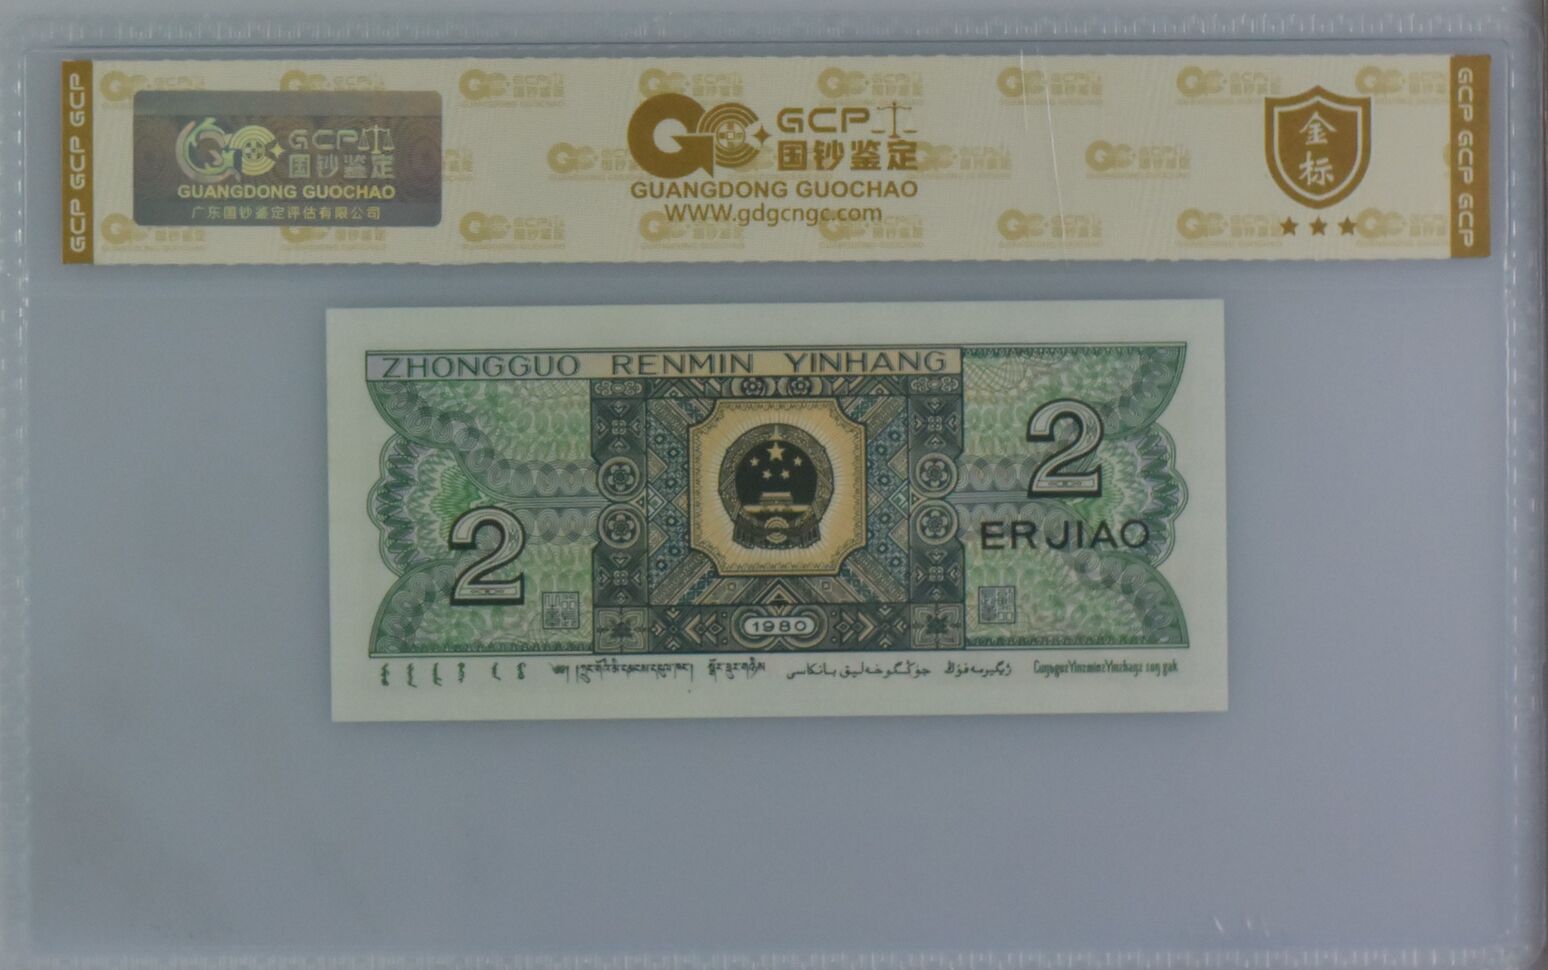 GCP GCP GCP
GCP
国钞鉴定
GUANGDONG GUOCHAO
广东国钞鉴定评估有限公司
GCP
国钞鉴定
GUANGDONG GUOCHAO
WWW.gdgcngc.com
金标
GCP GCP GCP
ZHONGGUO RENMIN YINHANG
2
ERJIAO
2
1980